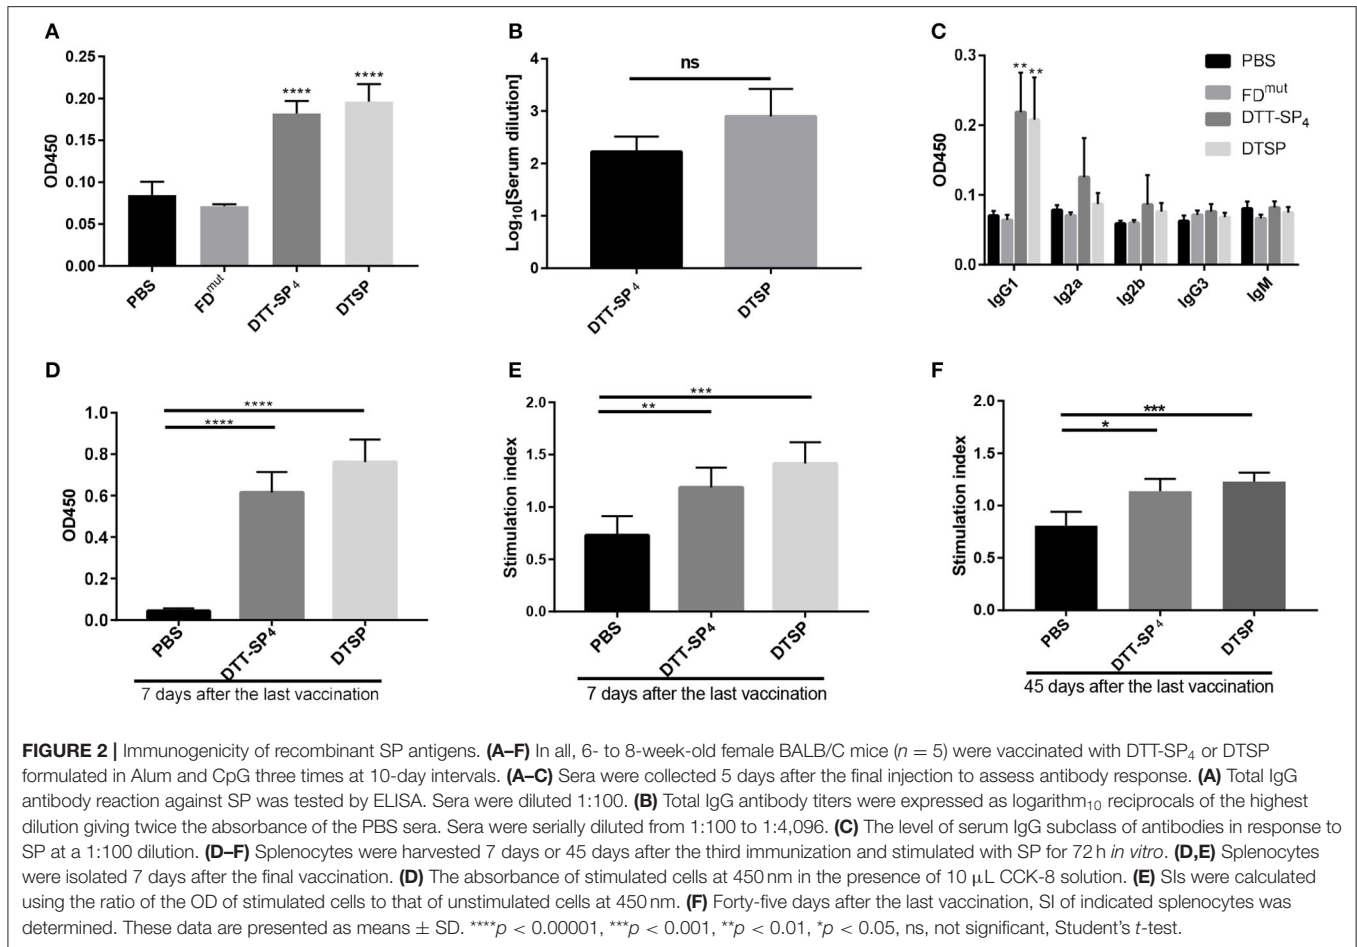 A
0.25
0.20
0.15
0.10
0.05
0.00
OD450
****
****
PBS
FDmut
DTT-SP4
DTSP
B
4
3
2
1
0
Log10[Serum dilution]
ns
DTT-SP4
DTSP
C
0.3
0.2
0.1
0.0
OD450
**
**
PBS
FDmut
DTT-SP4
DTSP
IgG1
Ig2a
Ig2b
IgG3
IgM
D
1.0
0.8
0.6
0.4
0.2
0.0
OD450
****
****
PBS
DTT-SP4
DTSP
7 days after the last vaccination
E
2.0
1.5
1.0
0.5
0.0
Stimulation index
***
**
PBS
DTT-SP4
DTSP
7 days after the last vaccination
F
2.0
1.5
1.0
0.5
0.0
Stimulation index
***
*
PBS
DTT-SP4
DTSP
45 days after the last vaccination
FIGURE 2 | Immunogenicity of recombinant SP antigens. (A–F) In all, 6- to 8-week-old female BALB/C mice (n = 5) were vaccinated with DTT-SP4 or DTSP
formulated in Alum and CpG three times at 10-day intervals. (A–C) Sera were collected 5 days after the final injection to assess antibody response. (A) Total IgG
antibody reaction against SP was tested by ELISA. Sera were diluted 1:100. (B) Total IgG antibody titers were expressed as logarithm10 reciprocals of the highest
dilution giving twice the absorbance of the PBS sera. Sera were serially diluted from 1:100 to 1:4,096. (C) The level of serum IgG subclass of antibodies in response to
SP at a 1:100 dilution. (D–F) Splenocytes were harvested 7 days or 45 days after the third immunization and stimulated with SP for 72 h in vitro. (D,E) Splenocytes
were isolated 7 days after the final vaccination. (D) The absorbance of stimulated cells at 450 nm in the presence of 10 μL CCK-8 solution. (E) SIs were calculated
using the ratio of the OD of stimulated cells to that of unstimulated cells at 450 nm. (F) Forty-five days after the last vaccination, SI of indicated splenocytes was
determined. These data are presented as means ± SD. ****p < 0.00001, ***p < 0.001, **p < 0.01, *p < 0.05, ns, not significant, Student's t-test.